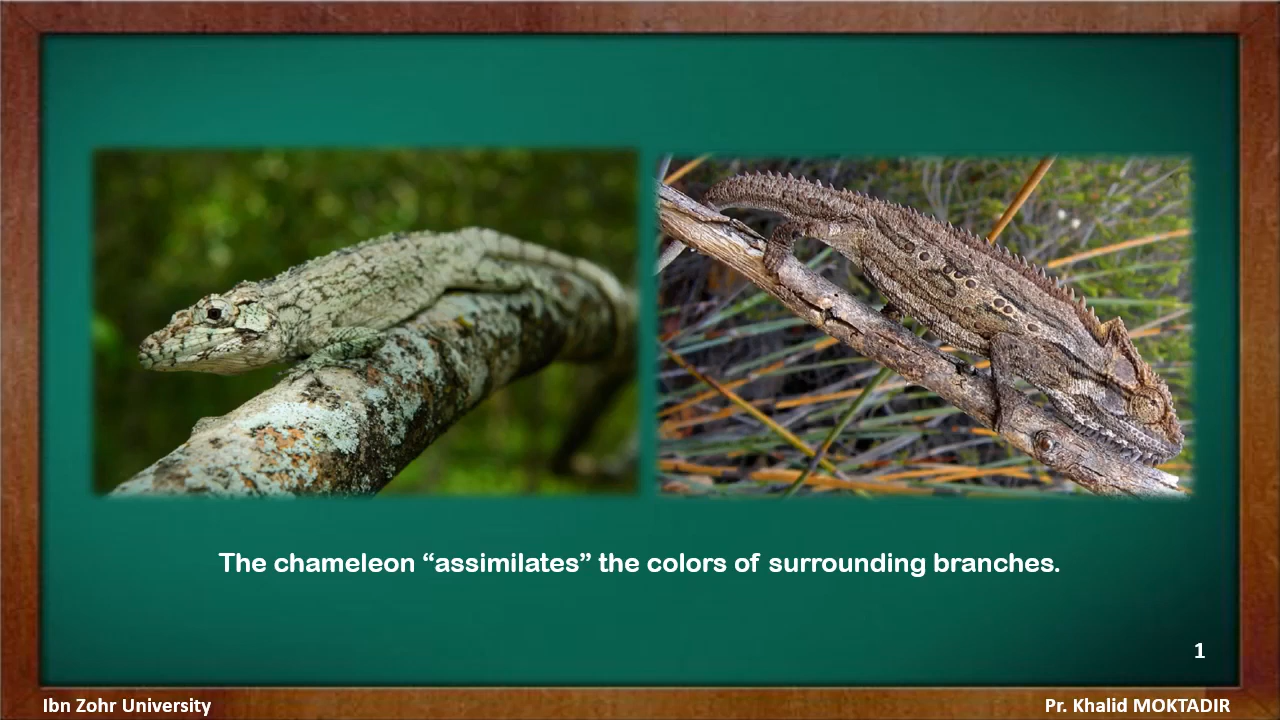 The chameleon “assimilates” the colors of surrounding branches.
1
Ibn Zohr University
Pr. Khalid MOKTADIR